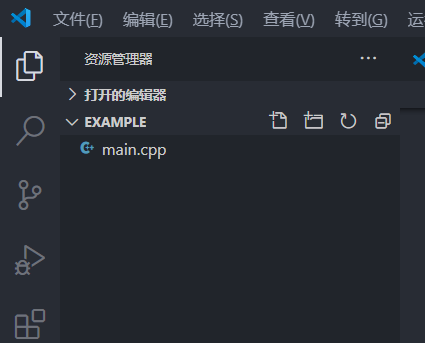 文件(F) 编辑(E) 选择(S) 查看(V) 转到(G) 运
资源管理器
打开的编辑器
EXAMPLE
main.cpp